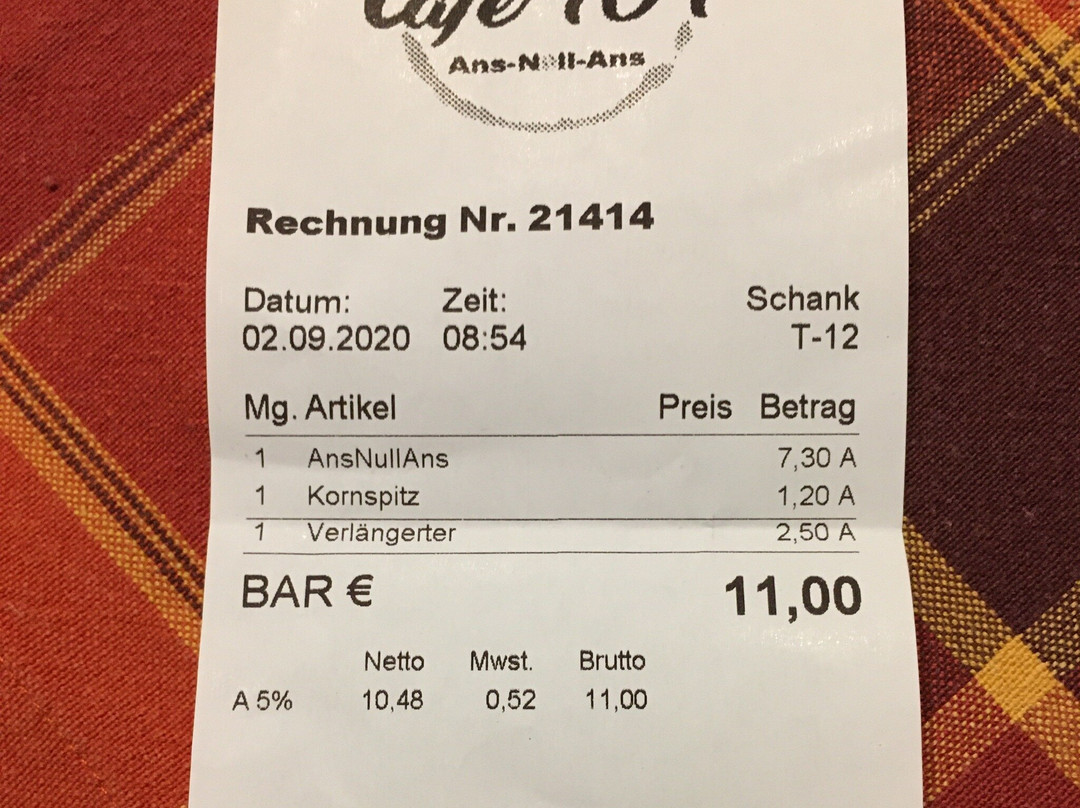 Café
Ans-Null-Ans
Rechnung Nr. 21414
Datum: Zeit: Schank
02.09.2020 08:54 T-12
Mg. Artikel Preis Betrag
1 AnsNullAns 7,30 A
1 Kornspitz 1,20 A
1 Verlängerter 2,50 A
BAR € 11,00
Netto Mwst. Brutto
A 5% 10,48 0,52 11,00